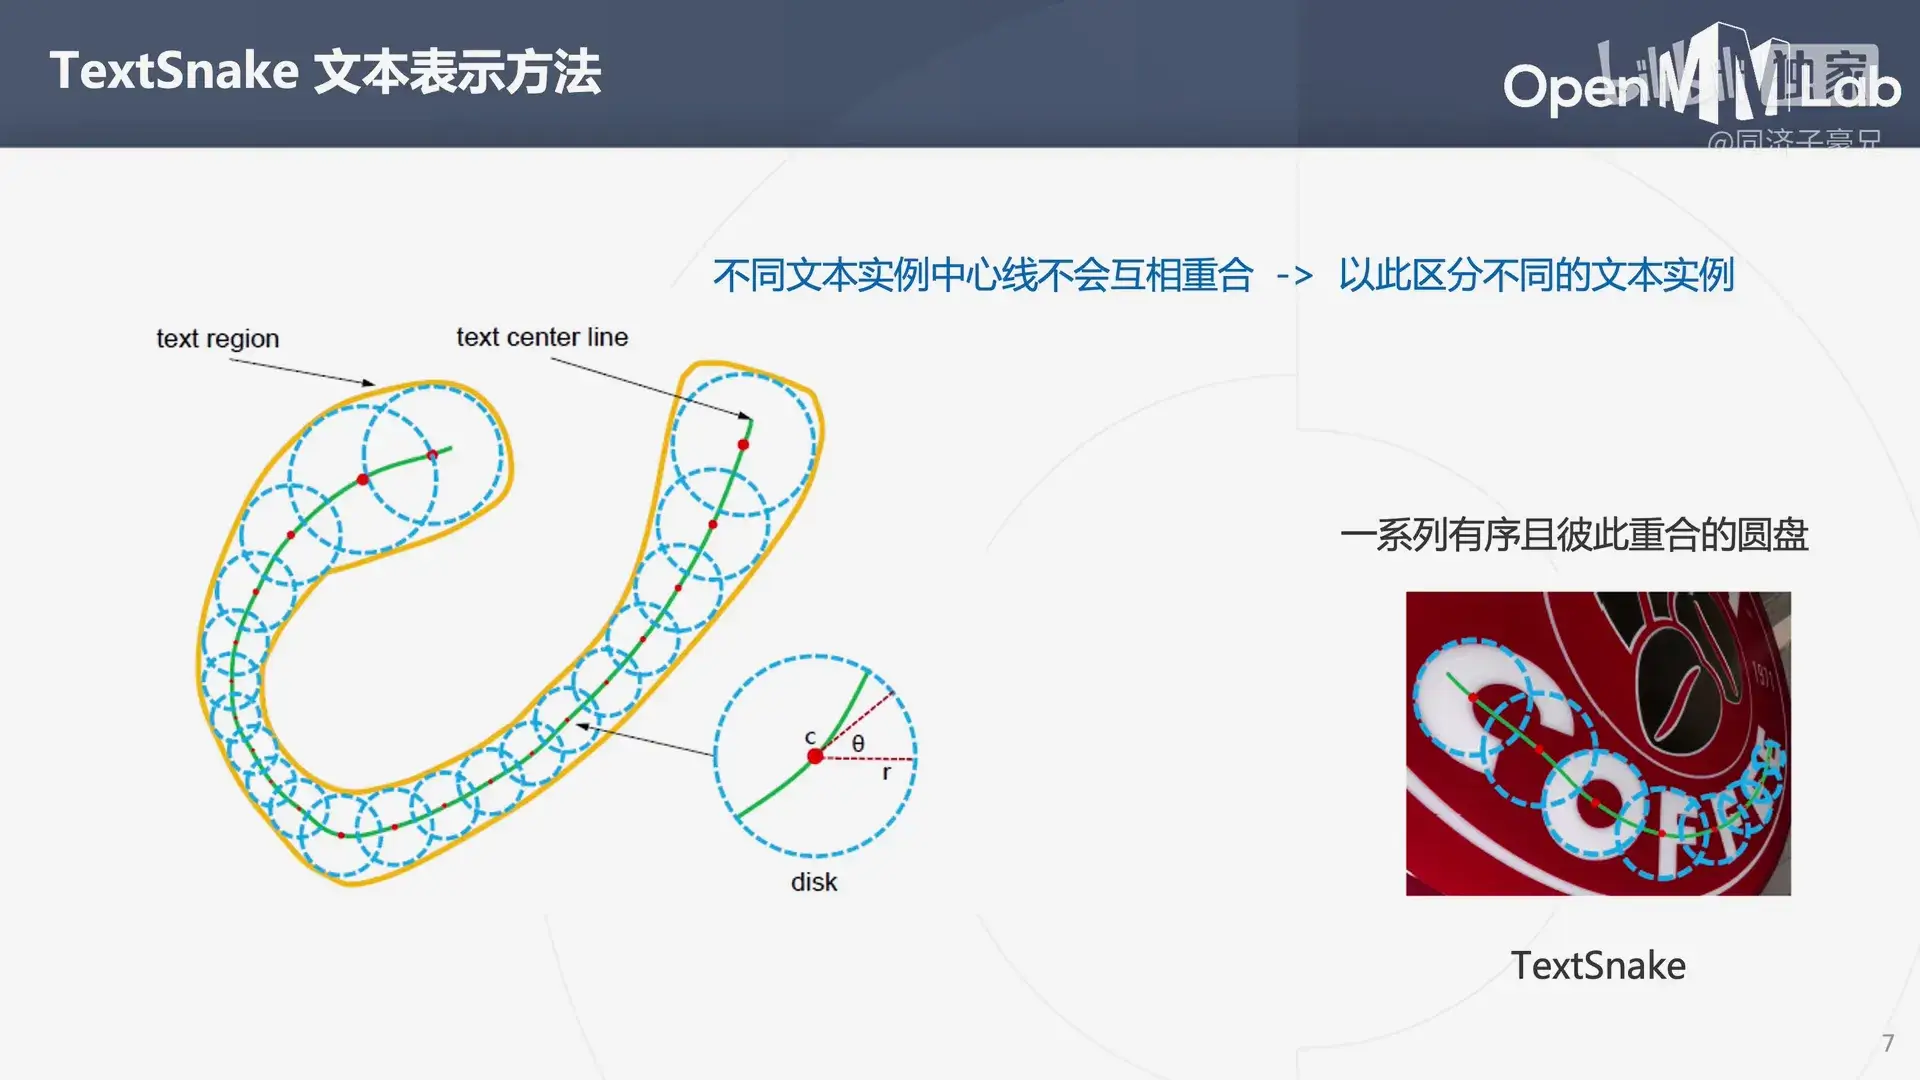 TextSnake 文本表示方法
OpenMMLab
独家
@同济子豪兄
不同文本实例中心线不会互相重合 -> 以此区分不同的文本实例
text region
text center line
一系列有序且彼此重合的圆盘
1971
COFFE
c
θ
r
disk
TextSnake
7